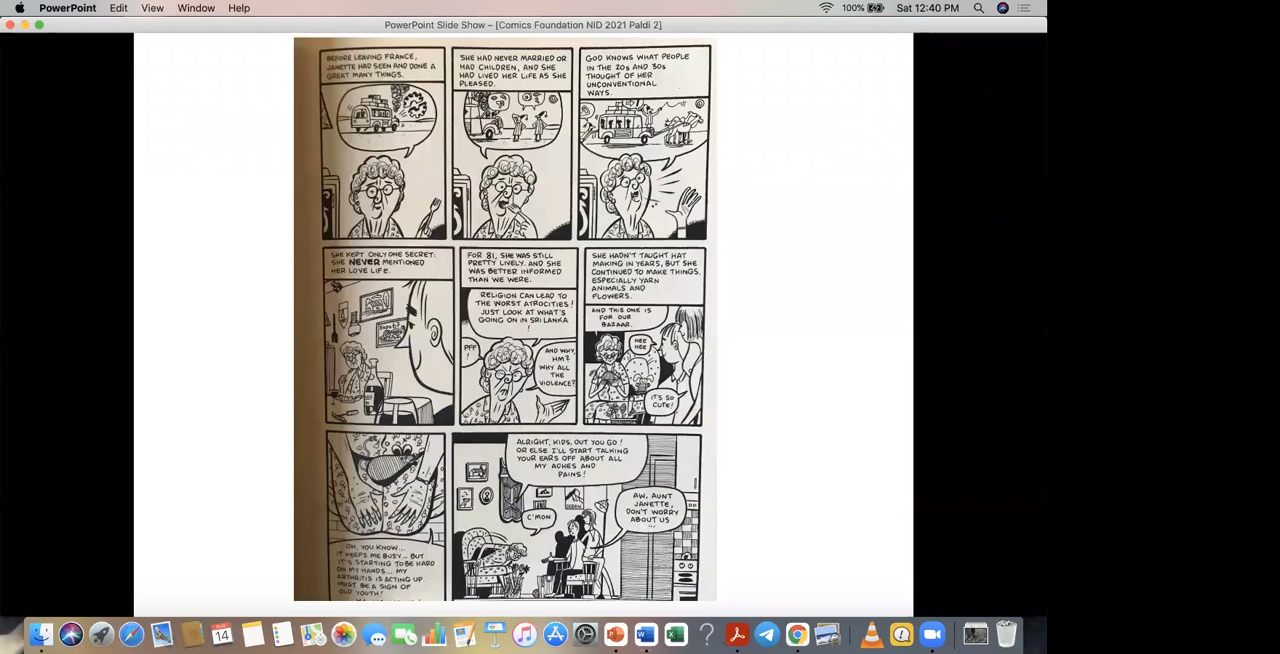 PowerPoint Edit View Window Help
100% Sat 12:40 PM
PowerPoint Slide Show – [Comics Foundation NID 2021 Paldi 2]
BEFORE LEAVING FRANCE,
JANETTE HAD SEEN AND DONE A
GREAT MANY THINGS.
SHE HAD NEVER MARRIED OR
HAD CHILDREN, AND SHE
HAD LIVED HER LIFE AS SHE
PLEASED.
GOD KNOWS WHAT PEOPLE
IN THE 20s AND 30s
THOUGHT OF HER
UNCONVENTIONAL
WAYS.
SHE KEPT ONLY ONE SECRET:
SHE NEVER MENTIONED
HER LOVE LIFE.
FOR 81, SHE WAS STILL
PRETTY LIVELY. AND SHE
WAS BETTER INFORMED
THAN WE WERE.
RELIGION CAN LEAD TO
THE WORST ATROCITIES!
JUST LOOK AT WHAT'S
GOING ON IN SRI LANKA
!
PFF
!
AND WHY,
HM?
WHY ALL
THE
VIOLENCE?
SHE HADN'T TAUGHT HAT
MAKING IN YEARS, BUT SHE
CONTINUED TO MAKE THINGS.
ESPECIALLY YARN
ANIMALS AND
FLOWERS.
AND THIS ONE IS
FOR OUR
BAZAAR.
HEE
HEE
IT'S SO
CUTE!
OH, YOU KNOW...
IT KEEPS ME BUSY... BUT
IT'S STARTING TO BE HARD
ON MY HANDS... MY
ARTHRITIS IS ACTING UP
MUST BE A SIGN OF
OLD YOUTH!
ALRIGHT, KIDS, OUT YOU GO!
OR ELSE I'LL START TALKING
YOUR EARS OFF ABOUT ALL
MY ACHES AND
PAINS!
C'MON
AW, AUNT
JANETTE,
DON'T WORRY
ABOUT US
...
AUG
14